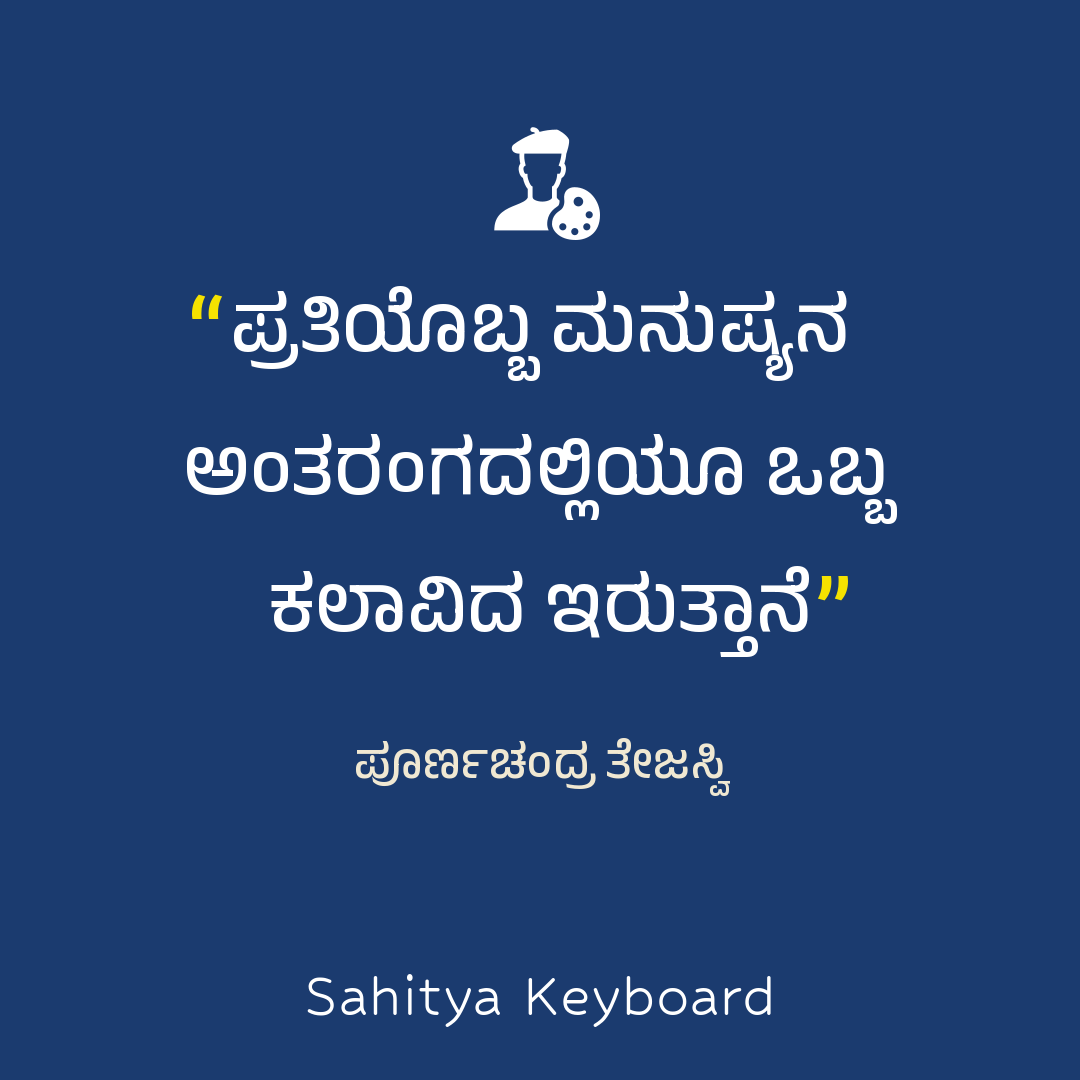 “ಪ್ರತಿಯೊಬ್ಬ ಮನುಷ್ಯನ
ಅಂತರಂಗದಲ್ಲಿಯೂ ಒಬ್ಬ
ಕಲಾವಿದ ಇರುತ್ತಾನೆ”
ಪೂರ್ಣಚಂದ್ರ ತೇಜಸ್ವಿ
Sahitya Keyboard